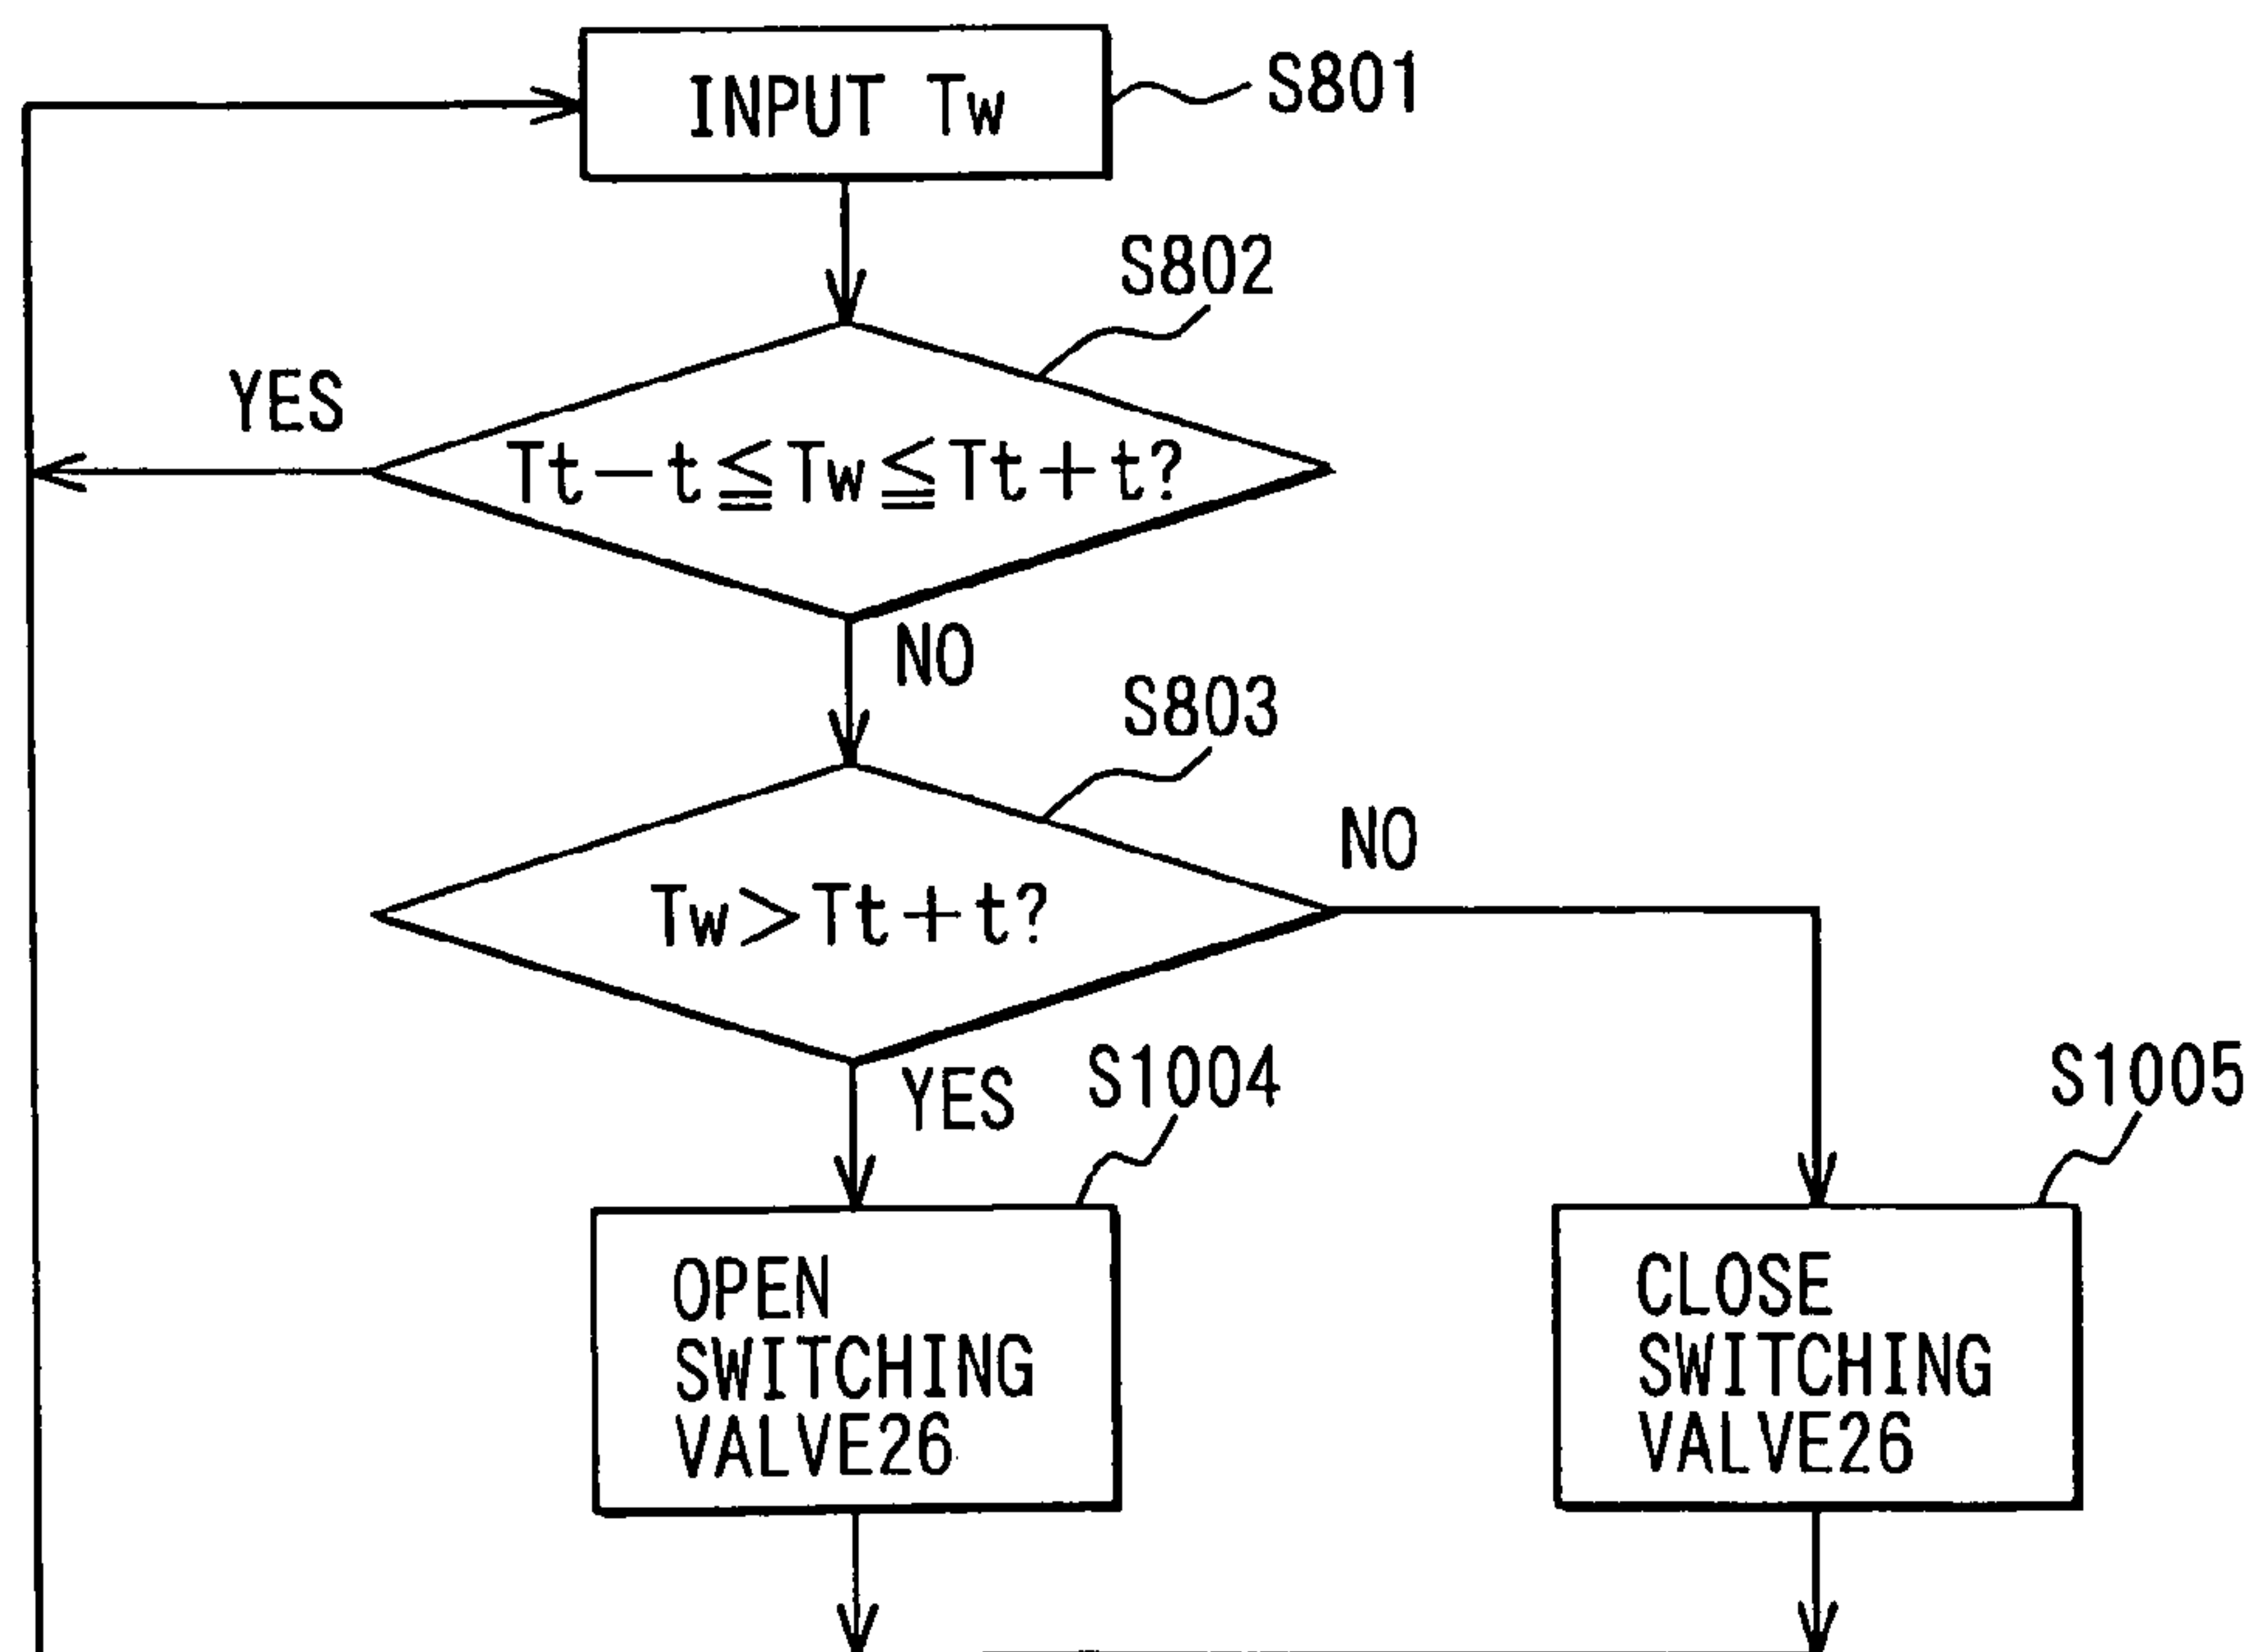 INPUT Tw
S801
S802
YES
Tt−t≦Tw≦Tt+t?
NO
S803
NO
Tw>Tt+t?
YES
S1004
S1005
OPEN
SWITCHING
VALVE26
CLOSE
SWITCHING
VALVE26